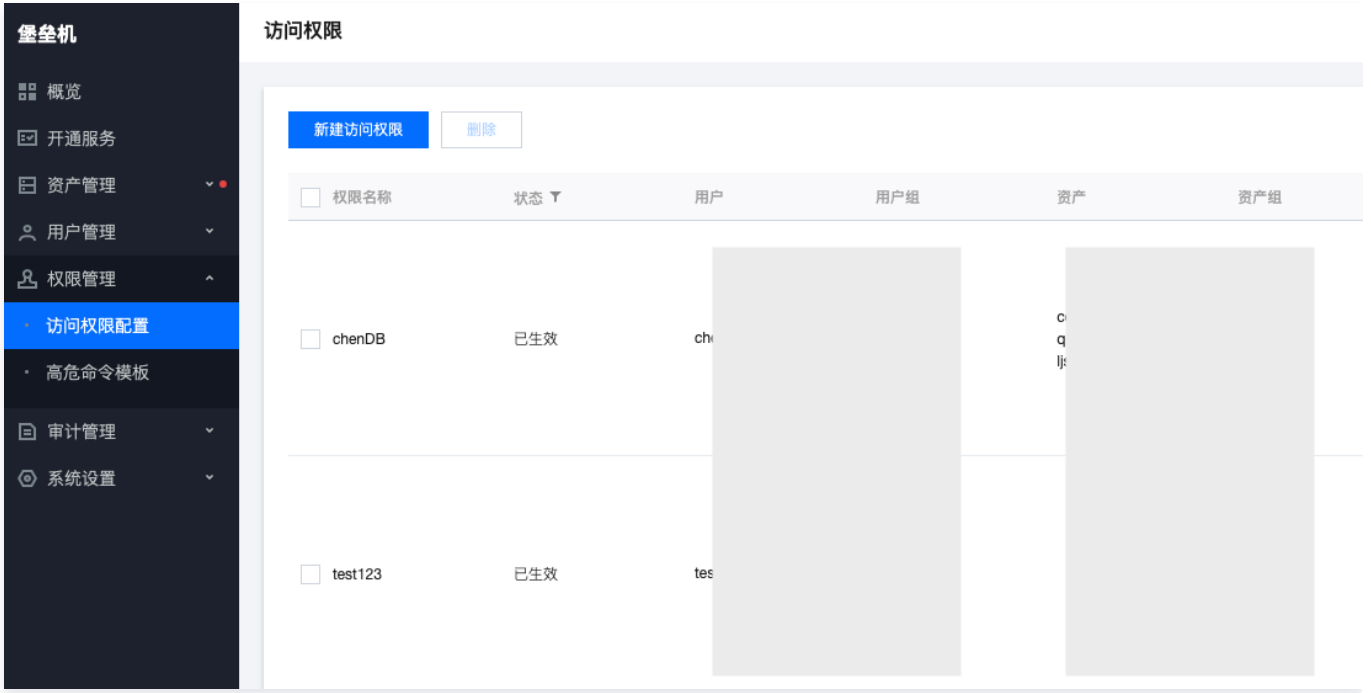 堡垒机
访问权限
概览
开通服务
资产管理
用户管理
权限管理
访问权限配置
高危命令模板
审计管理
系统设置
新建访问权限 删除
权限名称 状态 用户 用户组 资产 资产组
chenDB 已生效
test123 已生效 tes